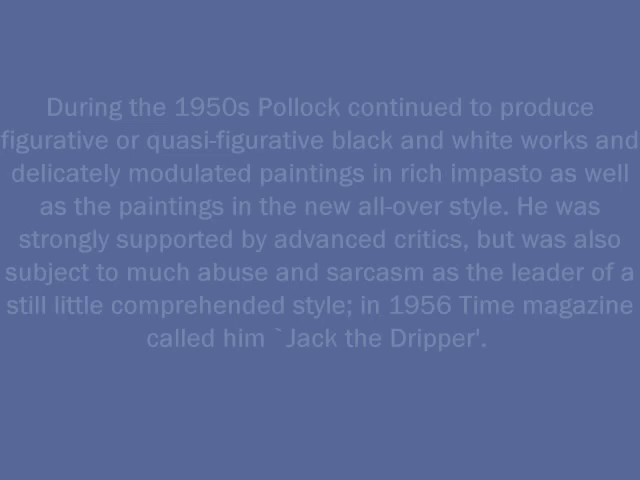 During the 1950s Pollock continued to produce
figurative or quasi-figurative black and white works and
delicately modulated paintings in rich impasto as well
as the paintings in the new all-over style. He was
strongly supported by advanced critics, but was also
subject to much abuse and sarcasm as the leader of a
still little comprehended style; in 1956 Time magazine
called him `Jack the Dripper'.